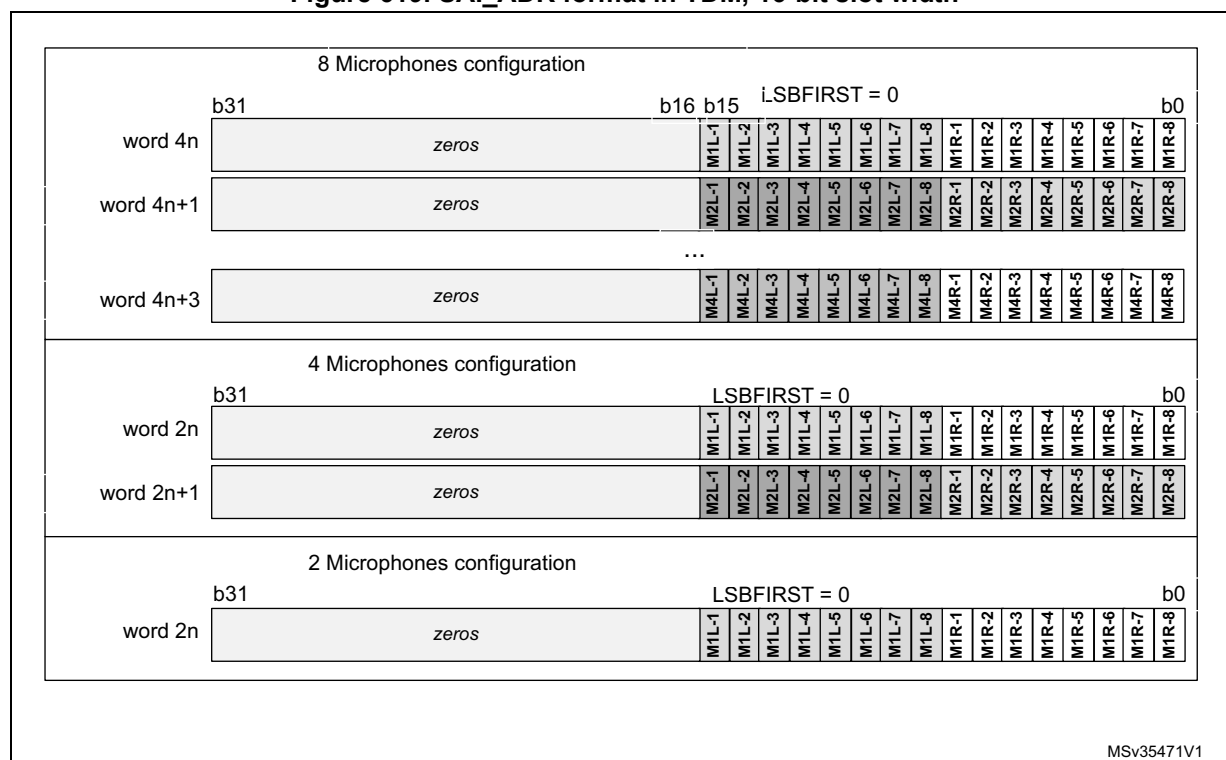 8 Microphones configuration
LSBFIRST = 0
b31 b16 b15 b0
word 4n zeros M1L-1 M1L-2 M1L-3 M1L-4 M1L-5 M1L-6 M1L-7 M1L-8 M1R-1 M1R-2 M1R-3 M1R-4 M1R-5 M1R-6 M1R-7 M1R-8
word 4n+1 zeros M2L-1 M2L-2 M2L-3 M2L-4 M2L-5 M2L-6 M2L-7 M2L-8 M2R-1 M2R-2 M2R-3 M2R-4 M2R-5 M2R-6 M2R-7 M2R-8
...
word 4n+3 zeros M4L-1 M4L-2 M4L-3 M4L-4 M4L-5 M4L-6 M4L-7 M4L-8 M4R-1 M4R-2 M4R-3 M4R-4 M4R-5 M4R-6 M4R-7 M4R-8
4 Microphones configuration
b31 LSBFIRST = 0 b0
word 2n zeros M1L-1 M1L-2 M1L-3 M1L-4 M1L-5 M1L-6 M1L-7 M1L-8 M1R-1 M1R-2 M1R-3 M1R-4 M1R-5 M1R-6 M1R-7 M1R-8
word 2n+1 zeros M2L-1 M2L-2 M2L-3 M2L-4 M2L-5 M2L-6 M2L-7 M2L-8 M2R-1 M2R-2 M2R-3 M2R-4 M2R-5 M2R-6 M2R-7 M2R-8
2 Microphones configuration
b31 LSBFIRST = 0 b0
word 2n zeros M1L-1 M1L-2 M1L-3 M1L-4 M1L-5 M1L-6 M1L-7 M1L-8 M1R-1 M1R-2 M1R-3 M1R-4 M1R-5 M1R-6 M1R-7 M1R-8
MSv35471V1